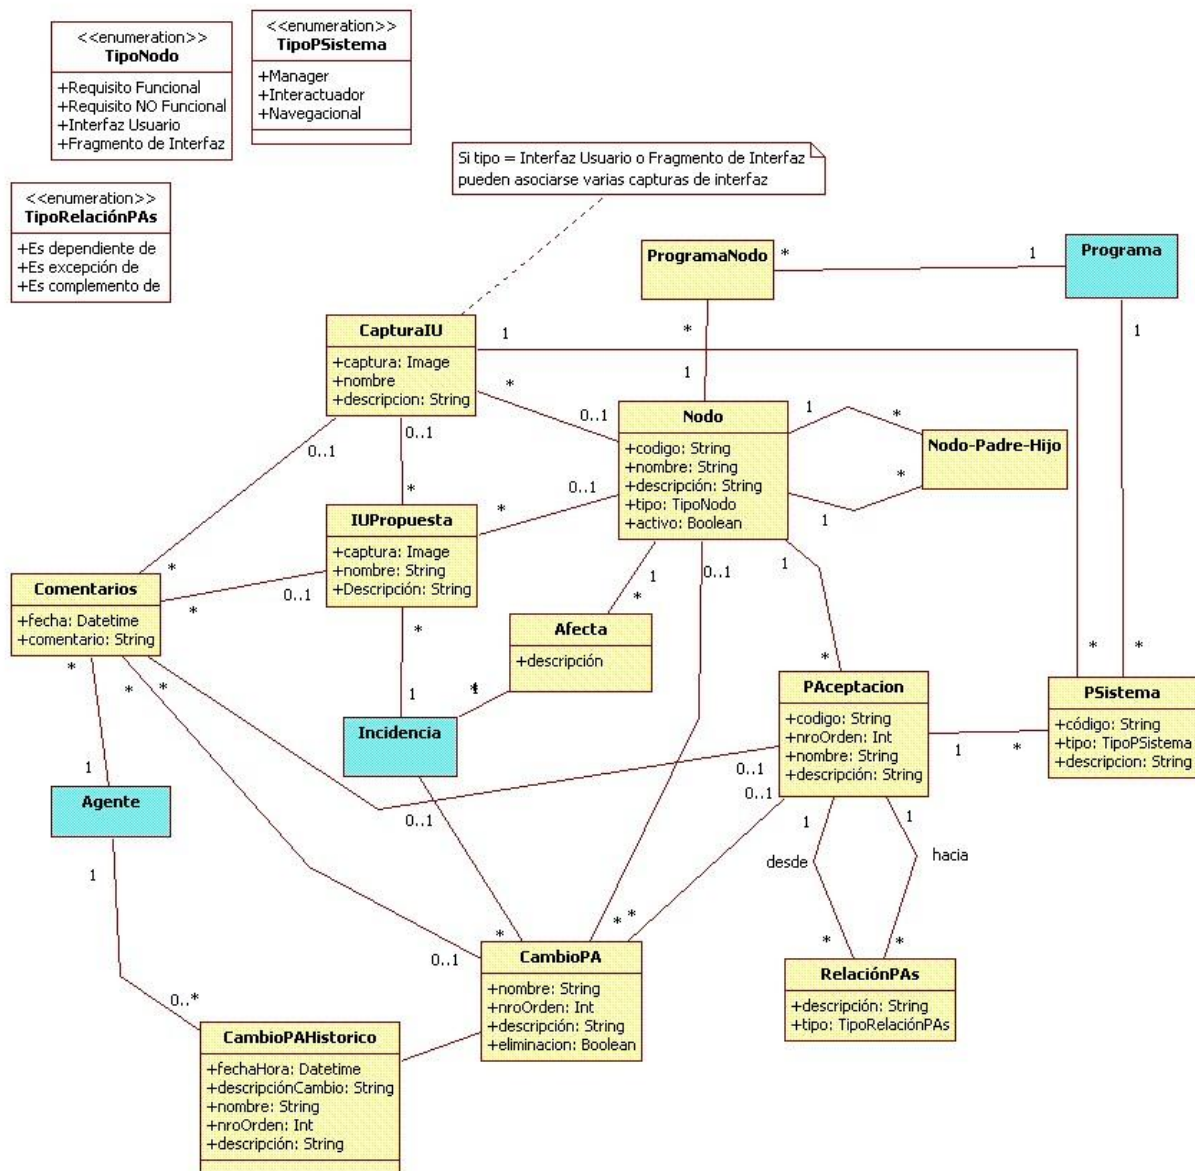 <<enumeration>>
TipoNodo
+Requisito Funcional
+Requisito NO Funcional
+Interfaz Usuario
+Fragmento de Interfaz
<<enumeration>>
TipoPSistema
+Manager
+Interactuador
+Navegacional
<<enumeration>>
TipoRelaciónPAs
+Es dependiente de
+Es excepción de
+Es complemento de
Si tipo = Interfaz Usuario o Fragmento de Interfaz
pueden asociarse varias capturas de interfaz
ProgramaNodo
*
1
Programa
*
1
1
CapturaIU
+captura: Image
+nombre
+descripcion: String
1
*
0..1
0..1
0..1
*
Nodo
+codigo: String
+nombre: String
+descripción: String
+tipo: TipoNodo
+activo: Boolean
1
*
*
1
Nodo-Padre-Hijo
IUPropuesta
+captura: Image
+nombre: String
+Descripción: String
*
0..1
0..1
*
1
Comentarios
+fecha: Datetime
+comentario: String
*
*
*
*
*
Afecta
+descripción
1
*
*
0..1
1
*
PAceptacion
+codigo: String
+nroOrden: Int
+nombre: String
+descripción: String
1
*
0..1
0..1
PSistema
+código: String
+tipo: TipoPSistema
+descripcion: String
*
*
Incidencia
0..1
*
Agente
1
1
0..*
desde
hacia
1
1
*
*
CambioPA
+nombre: String
+nroOrden: Int
+descripción: String
+eliminacion: Boolean
0..1
*
*
RelaciónPAs
+descripción: String
+tipo: TipoRelaciónPAs
CambioPAHistorico
+fechaHora: Datetime
+descripciónCambio: String
+nombre: String
+nroOrden: Int
+descripción: String